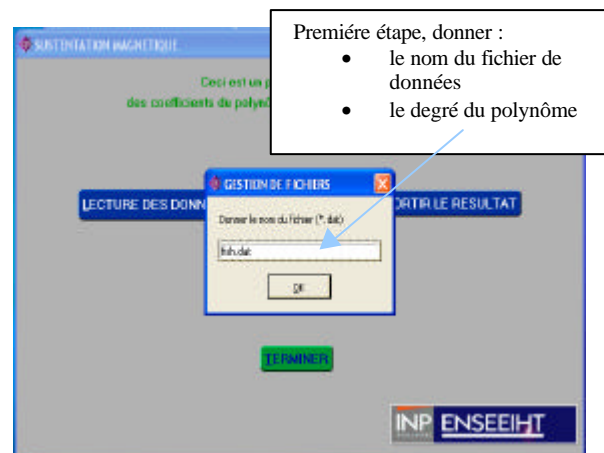 Premiére étape, donner :
• le nom du fichier de
données
• le degré du polynôme
SUSTENTATION MAGNETIQUE
Ceci est un p
des coefficients du polynô
LECTURE DES DONN
ORTIR LE RESULTAT
GESTION DE FICHIERS
Donner le nom du fichier (*.dat)
fish.dat
OK
TERMINER
INP ENSEEIHT